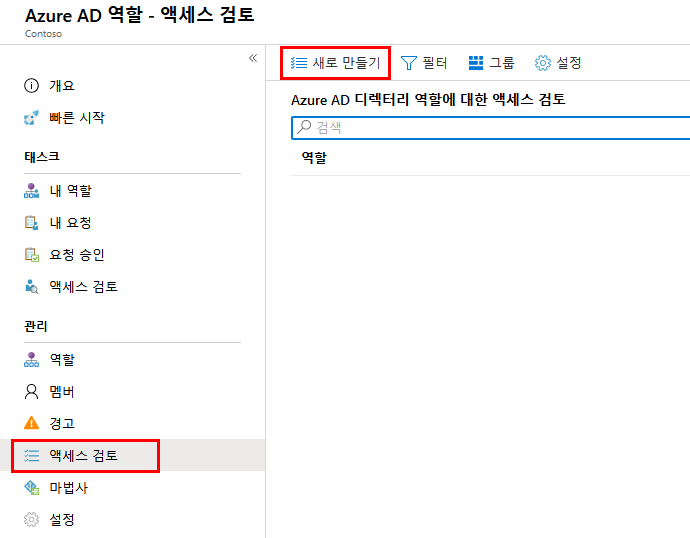 Azure AD 역할 - 액세스 검토
Contoso
«
개요
빠른 시작
태스크
내 역할
내 요청
요청 승인
액세스 검토
관리
역할
멤버
경고
액세스 검토
마법사
설정
새로 만들기 필터 그룹 설정
Azure AD 디렉터리 역할에 대한 액세스 검토
검색
역할